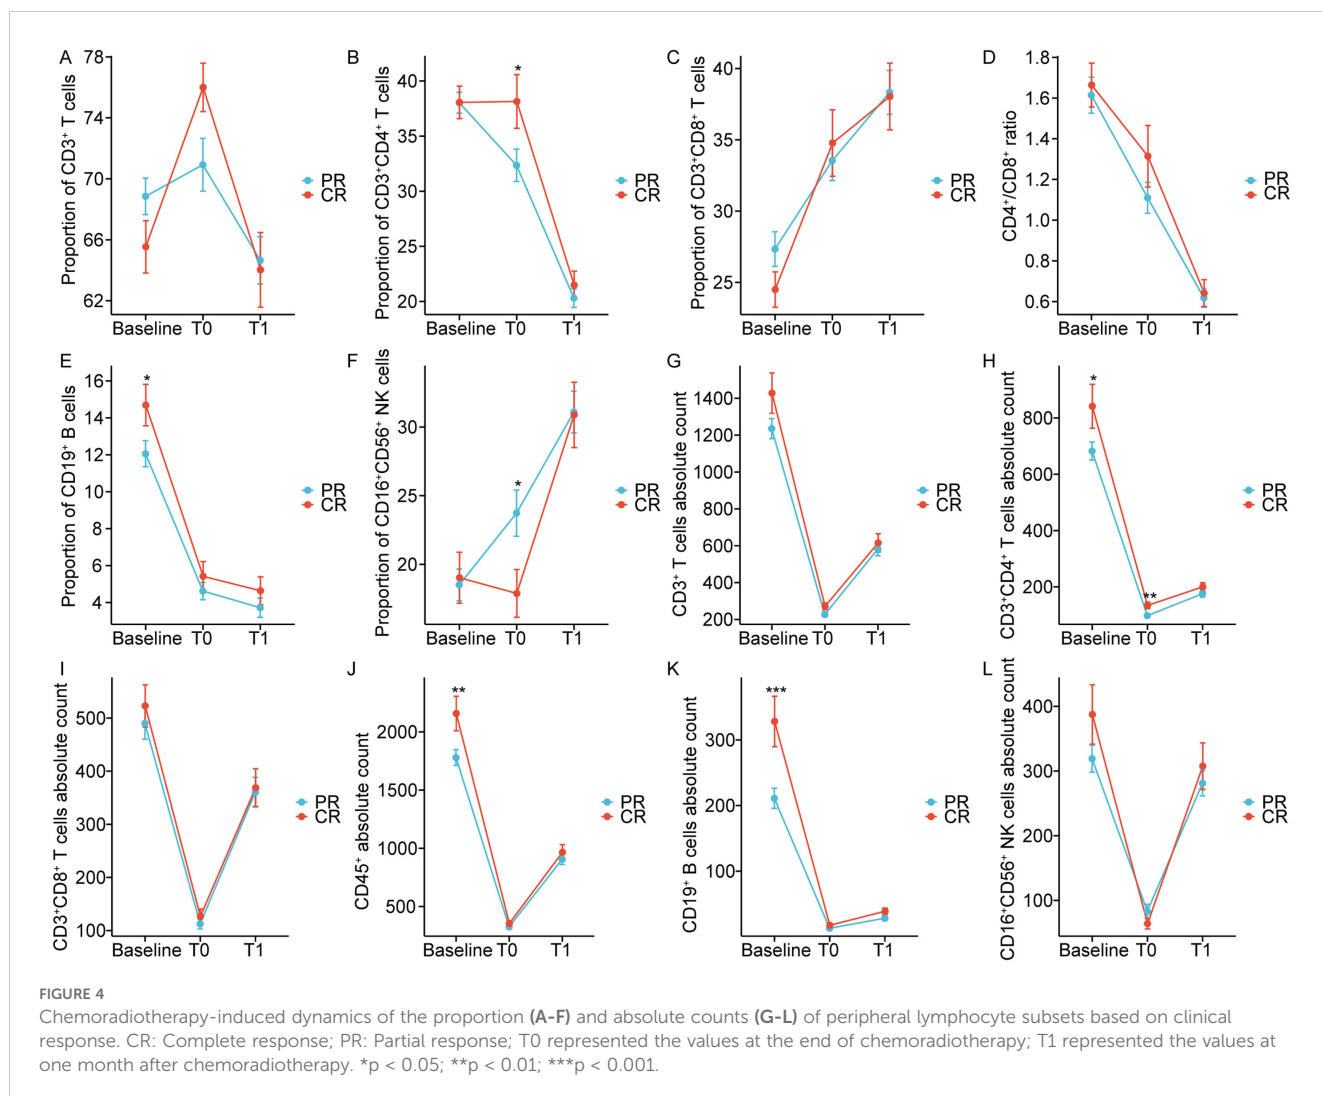 A
Proportion of CD3⁺ T cells
78
74
70
66
62
Baseline T0 T1
PR
CR
B
Proportion of CD3⁺CD4⁺ T cells
40
35
30
25
20
*
Baseline T0 T1
PR
CR
C
Proportion of CD3⁺CD8⁺ T cells
40
35
30
25
Baseline T0 T1
PR
CR
D
CD4⁺/CD8⁺ ratio
1.8
1.6
1.4
1.2
1.0
0.8
0.6
Baseline T0 T1
PR
CR
E
Proportion of CD19⁺ B cells
16
14
12
10
8
6
4
*
Baseline T0 T1
PR
CR
F
Proportion of CD16⁺CD56⁺ NK cells
30
25
20
*
Baseline T0 T1
PR
CR
G
CD3⁺ T cells absolute count
1400
1200
1000
800
600
400
200
Baseline T0 T1
PR
CR
H
CD3⁺CD4⁺ T cells absolute count
800
600
400
200
*
**
Baseline T0 T1
PR
CR
I
CD3⁺CD8⁺ T cells absolute count
500
400
300
200
100
Baseline T0 T1
PR
CR
J
CD45⁺ absolute count
2000
1500
1000
500
**
Baseline T0 T1
PR
CR
K
CD19⁺ B cells absolute count
300
200
100
***
Baseline T0 T1
PR
CR
L
CD16⁺CD56⁺ NK cells absolute count
400
300
200
100
Baseline T0 T1
PR
CR
FIGURE 4
Chemoradiotherapy-induced dynamics of the proportion (A-F) and absolute counts (G-L) of peripheral lymphocyte subsets based on clinical
response. CR: Complete response; PR: Partial response; T0 represented the values at the end of chemoradiotherapy; T1 represented the values at
one month after chemoradiotherapy. *p < 0.05; **p < 0.01; ***p < 0.001.